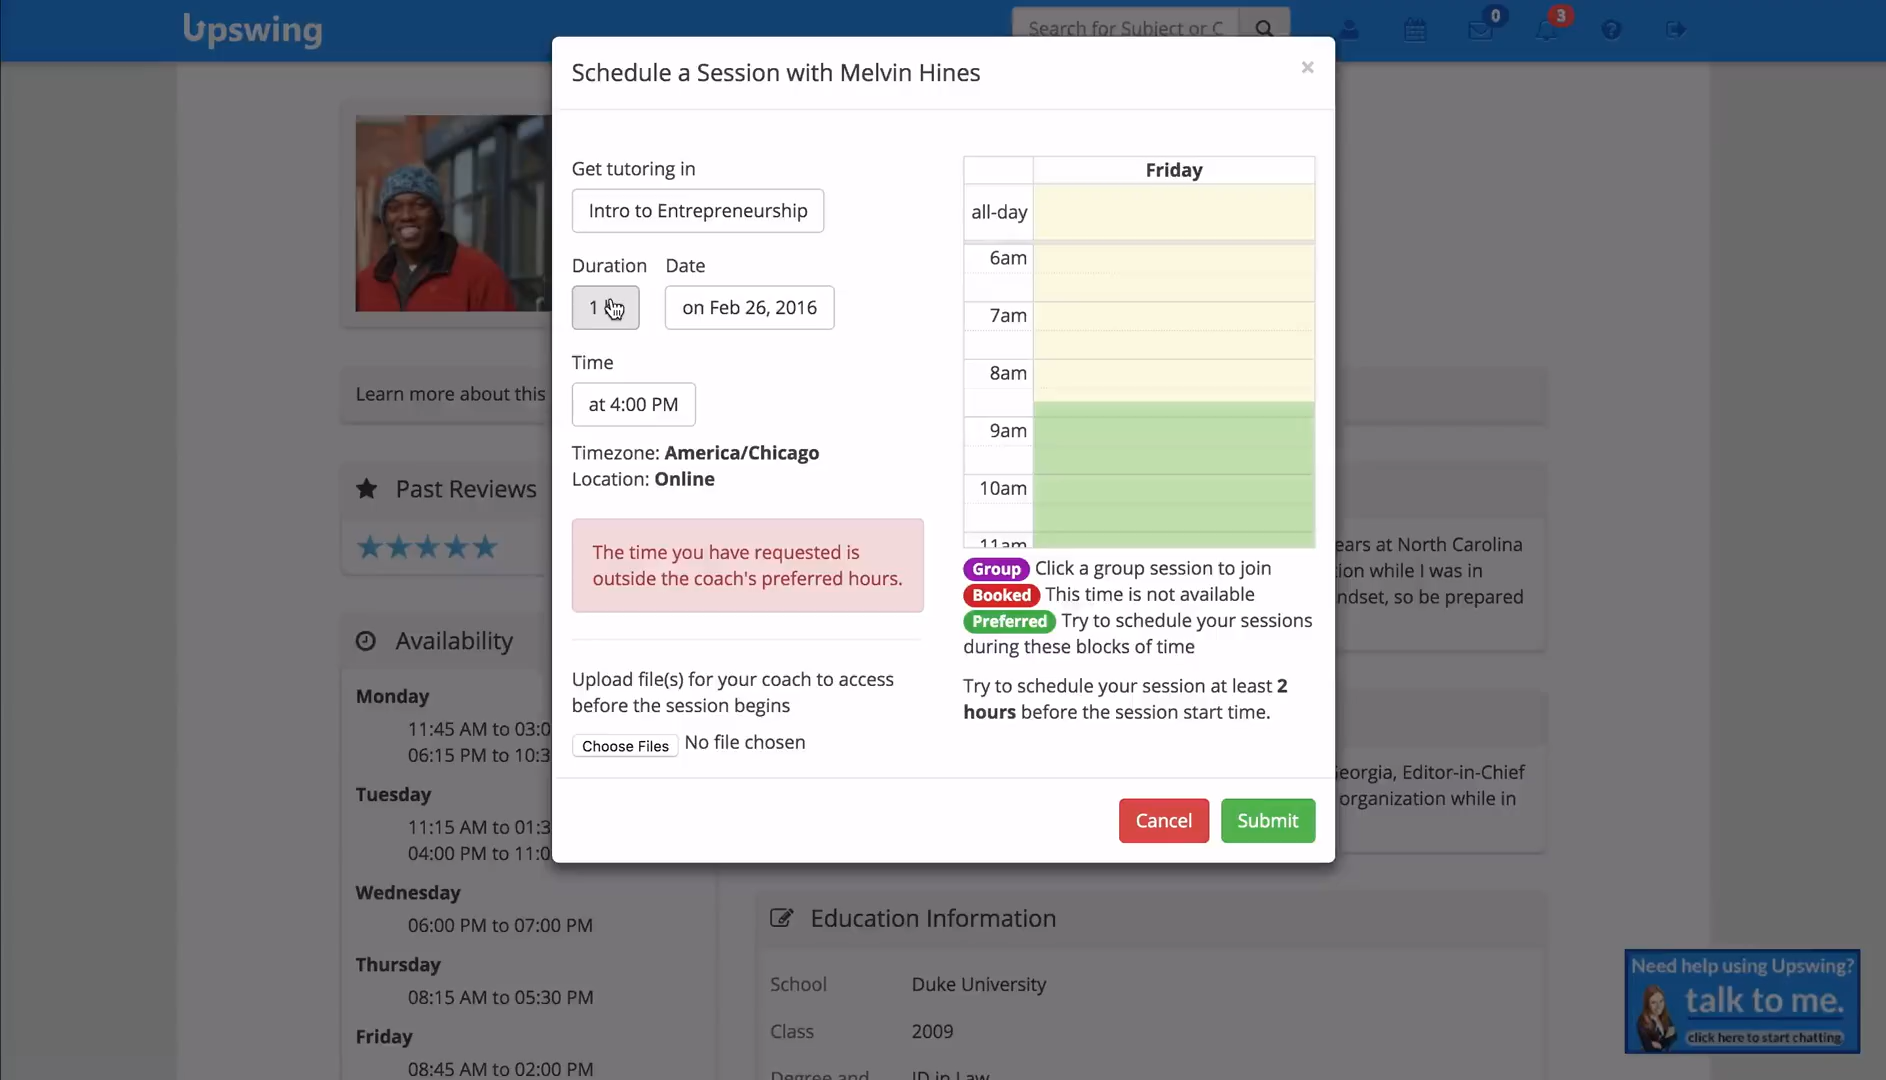 Upswing
Search for Subject or C
0
3
Schedule a Session with Melvin Hines
×
Get tutoring in
Intro to Entrepreneurship
Duration Date
1
on Feb 26, 2016
Time
at 4:00 PM
Timezone: America/Chicago
Location: Online
The time you have requested is
outside the coach's preferred hours.
Upload file(s) for your coach to access
before the session begins
Choose Files No file chosen
Friday
all-day
6am
7am
8am
9am
10am
11am
Group Click a group session to join
Booked This time is not available
Preferred Try to schedule your sessions
during these blocks of time
Try to schedule your session at least 2
hours before the session start time.
Cancel Submit
Learn more about this
Past Reviews
Availability
Monday
11:45 AM to 03:0
06:15 PM to 10:3
Tuesday
11:15 AM to 01:3
04:00 PM to 11:0
Wednesday
06:00 PM to 07:00 PM
Thursday
08:15 AM to 05:30 PM
Friday
08:45 AM to 02:00 PM
ears at North Carolina
ion while I was in
ndset, so be prepared
Georgia, Editor-in-Chief
organization while in
Education Information
School Duke University
Class 2009
Degree and JD in Law
Need help using Upswing?
talk to me.
click here to start chatting